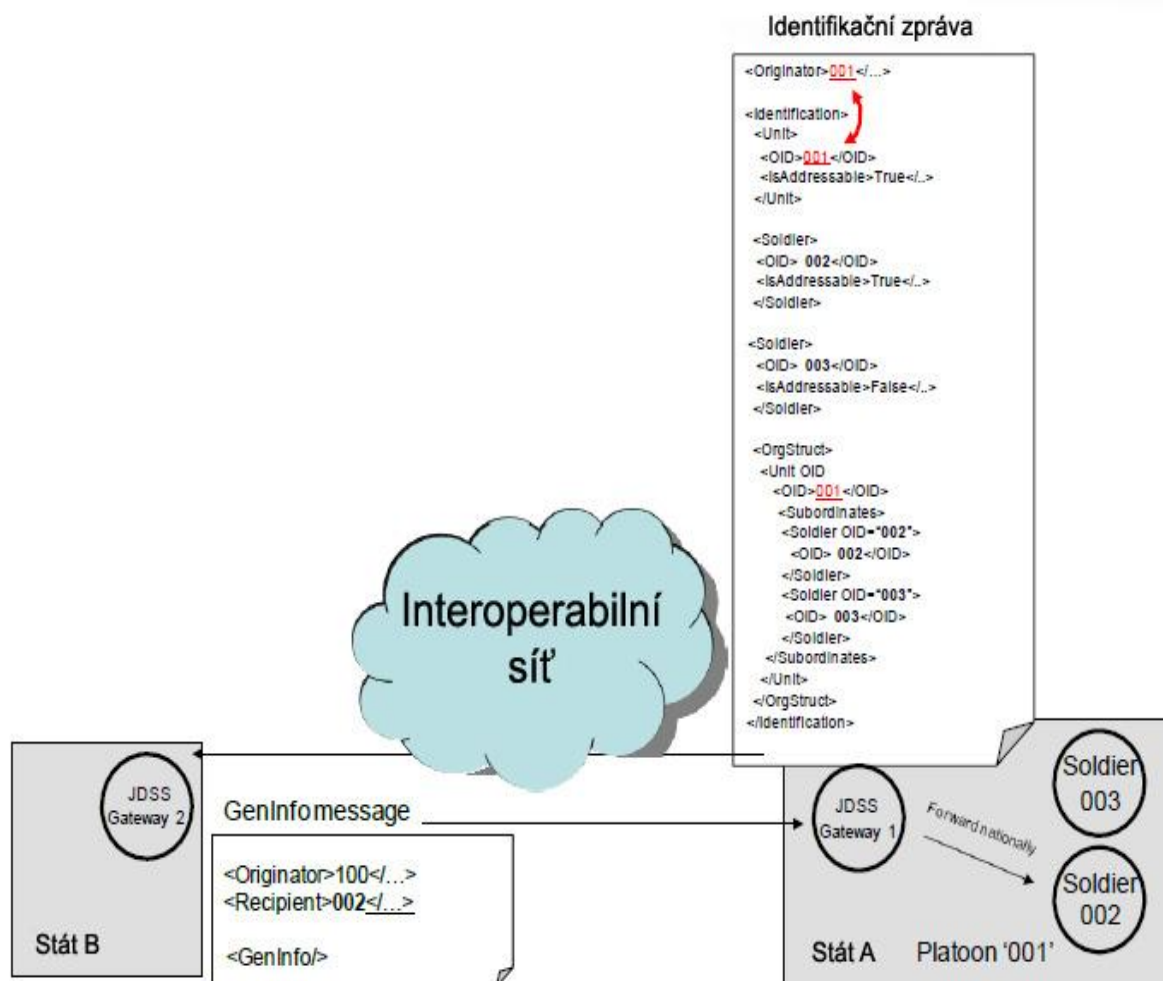 Identifikační zpráva
<Originator>001</...>
<Identification>
<Unit>
<OID>001</OID>
<IsAddressable>True</..>
</Unit>
<Soldier>
<OID> 002</OID>
<IsAddressable>True</..>
</Soldier>
<Soldier>
<OID> 003</OID>
<IsAddressable>False</..>
</Soldier>
<OrgStruct>
<Unit OID
<OID>001</OID>
<Subordinates>
<Soldier OID="002">
<OID> 002</OID>
</Soldier>
<Soldier OID="003">
<OID> 003</OID>
</Soldier>
</Subordinates>
</Unit>
</OrgStruct>
</Identification>
Interoperabilní
síť
JDSS
Gateway 2
Stát B
GenInfo message
<Originator>100</...>
<Recipient>002</...>
<GenInfo/>
JDSS
Gateway 1
Forward nationally
Soldier
003
Soldier
002
Stát A
Platoon '001'